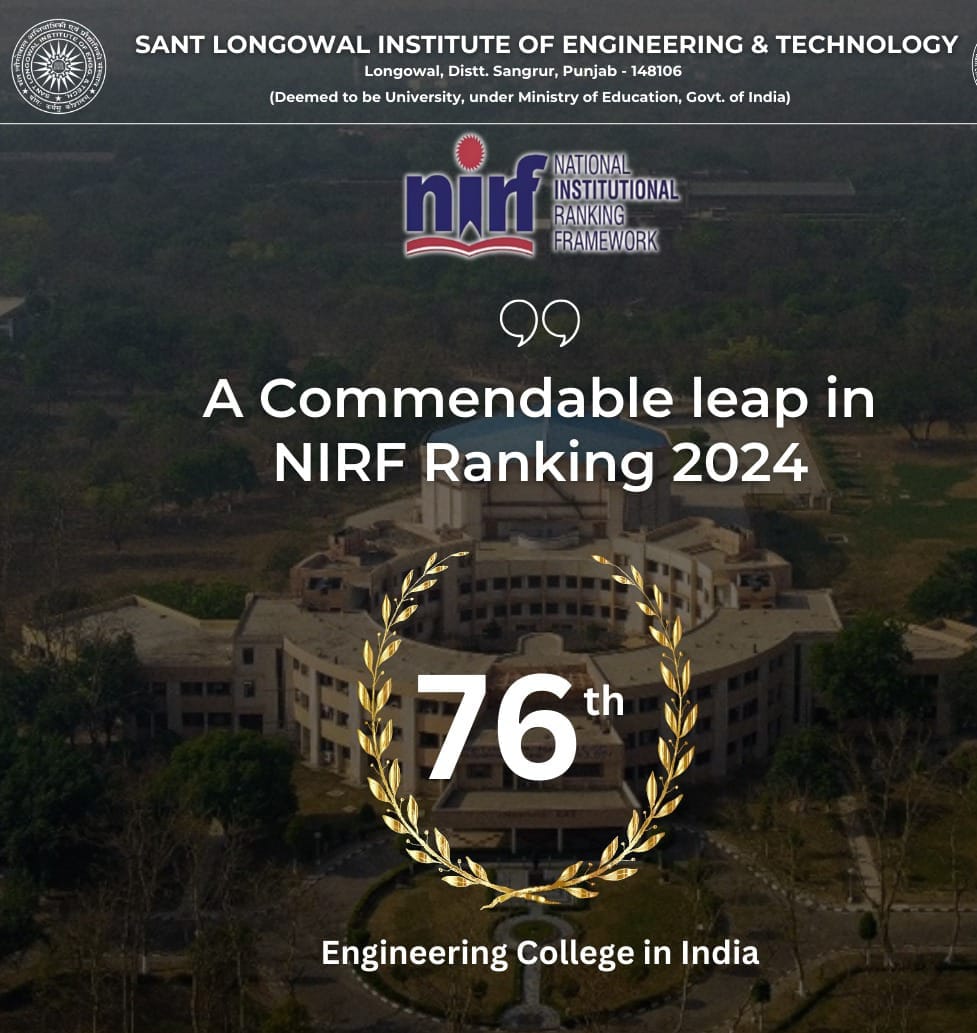 SANT LONGOWAL INSTITUTE OF ENGINEERING & TECHNOLOGY
Longowal, Distt. Sangrur, Punjab - 148106
(Deemed to be University, under Ministry of Education, Govt. of India)
nirf
NATIONAL
INSTITUTIONAL
RANKING
FRAMEWORK
A Commendable leap in
NIRF Ranking 2024
76th
Engineering College in India